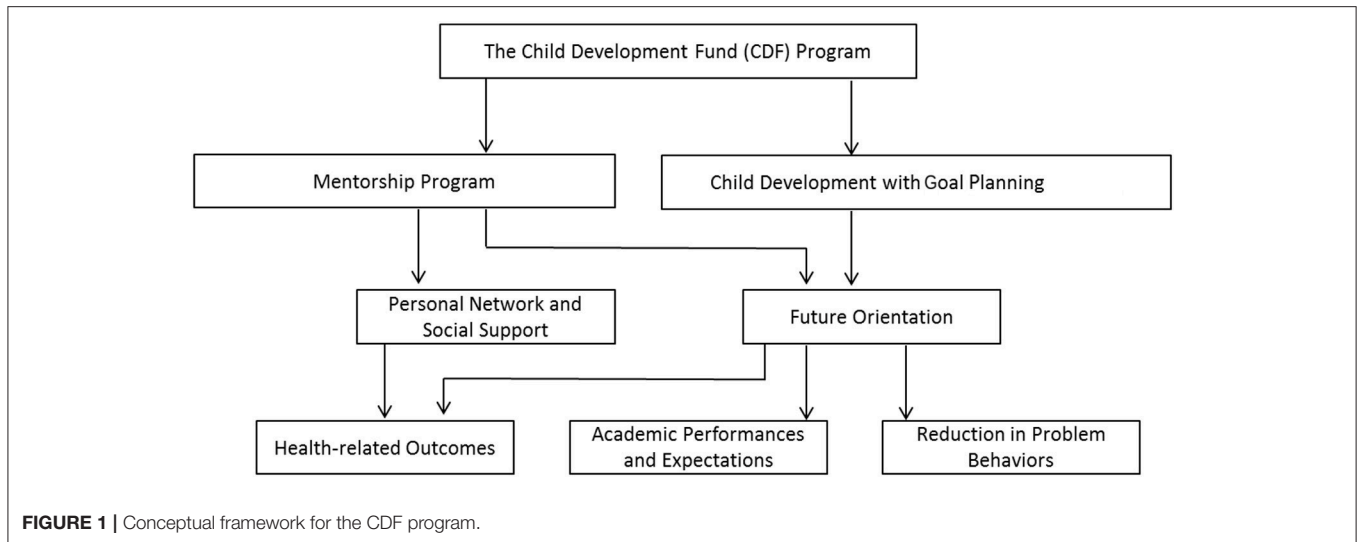 The Child Development Fund (CDF) Program
Mentorship Program
Child Development with Goal Planning
Personal Network and
Social Support
Future Orientation
Health-related Outcomes
Academic Performances
and Expectations
Reduction in Problem
Behaviors
FIGURE 1 | Conceptual framework for the CDF program.